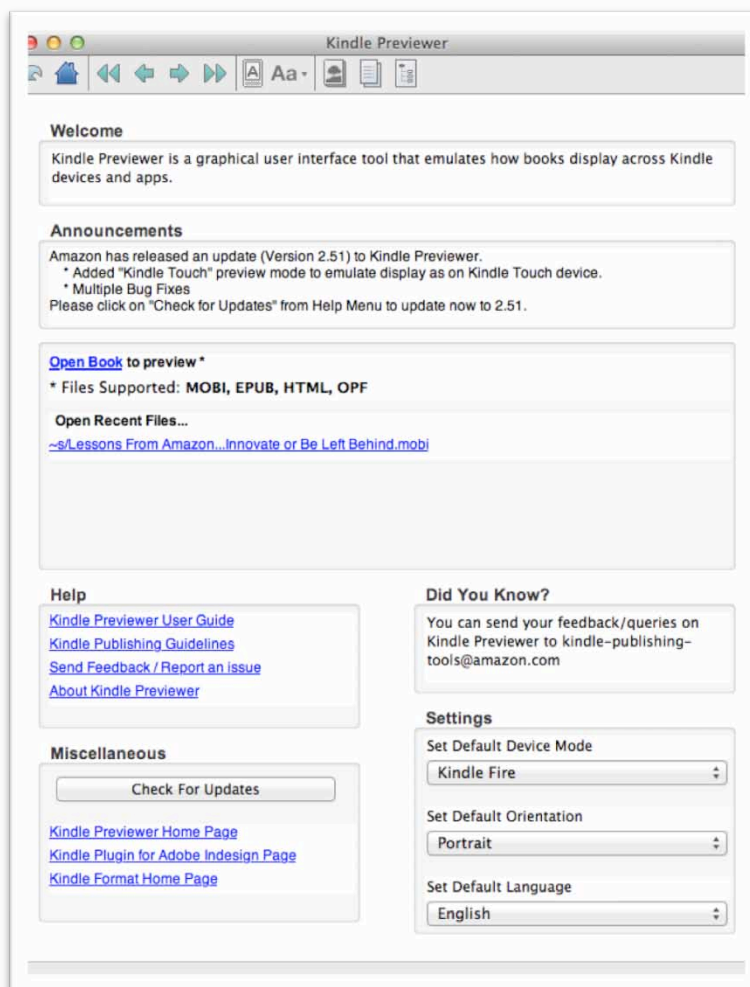 Kindle Previewer
A Aa
Welcome
Kindle Previewer is a graphical user interface tool that emulates how books display across Kindle
devices and apps.
Announcements
Amazon has released an update (Version 2.51) to Kindle Previewer.
* Added "Kindle Touch" preview mode to emulate display as on Kindle Touch device.
* Multiple Bug Fixes
Please click on "Check for Updates" from Help Menu to update now to 2.51.
Open Book to preview *
* Files Supported: MOBI, EPUB, HTML, OPF
Open Recent Files...
~s/Lessons From Amazon...Innovate or Be Left Behind.mobi
Help
Kindle Previewer User Guide
Kindle Publishing Guidelines
Send Feedback / Report an issue
About Kindle Previewer
Did You Know?
You can send your feedback/queries on
Kindle Previewer to kindle-publishing-
tools@amazon.com
Miscellaneous
Check For Updates
Kindle Previewer Home Page
Kindle Plugin for Adobe Indesign Page
Kindle Format Home Page
Settings
Set Default Device Mode
Kindle Fire
Set Default Orientation
Portrait
Set Default Language
English